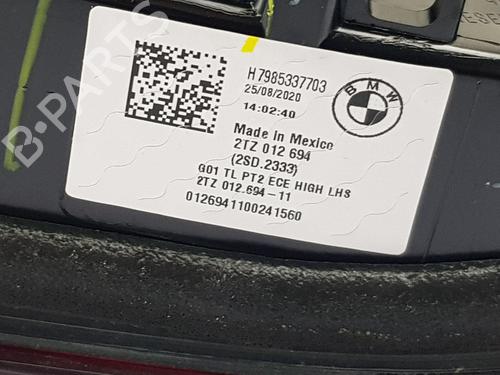 H 7985337703
25/08/2020
14:02:40
BMW
Made in Mexico
2TZ 012 694
(2SD.2333)
G01 TL PT2 ECE HIGH LHS
2TZ 012.694-11
0126941100241560
B-PARTS